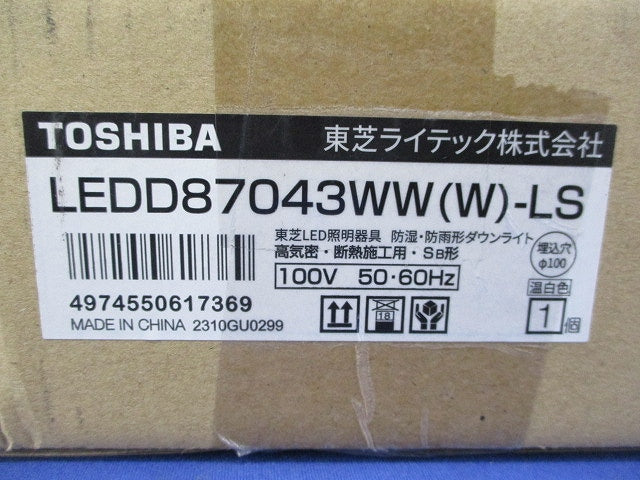 TOSHIBA 東芝ライテック株式会社
LEDD87043WW(W)-LS
東芝LED照明器具 防湿・防雨形ダウンライト
高気密・断熱施工用・SB形
埋込穴
φ100
100V 50・60Hz
温白色
4974550617369
MADE IN CHINA 2310GU0299
18
1個